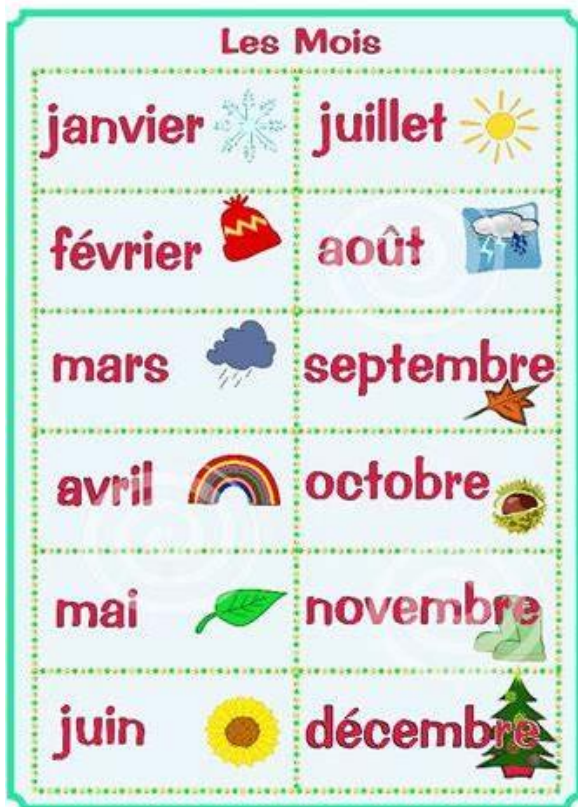 Les Mois
janvier
juillet
février
août
mars
septembre
avril
octobre
mai
novembre
juin
décembre